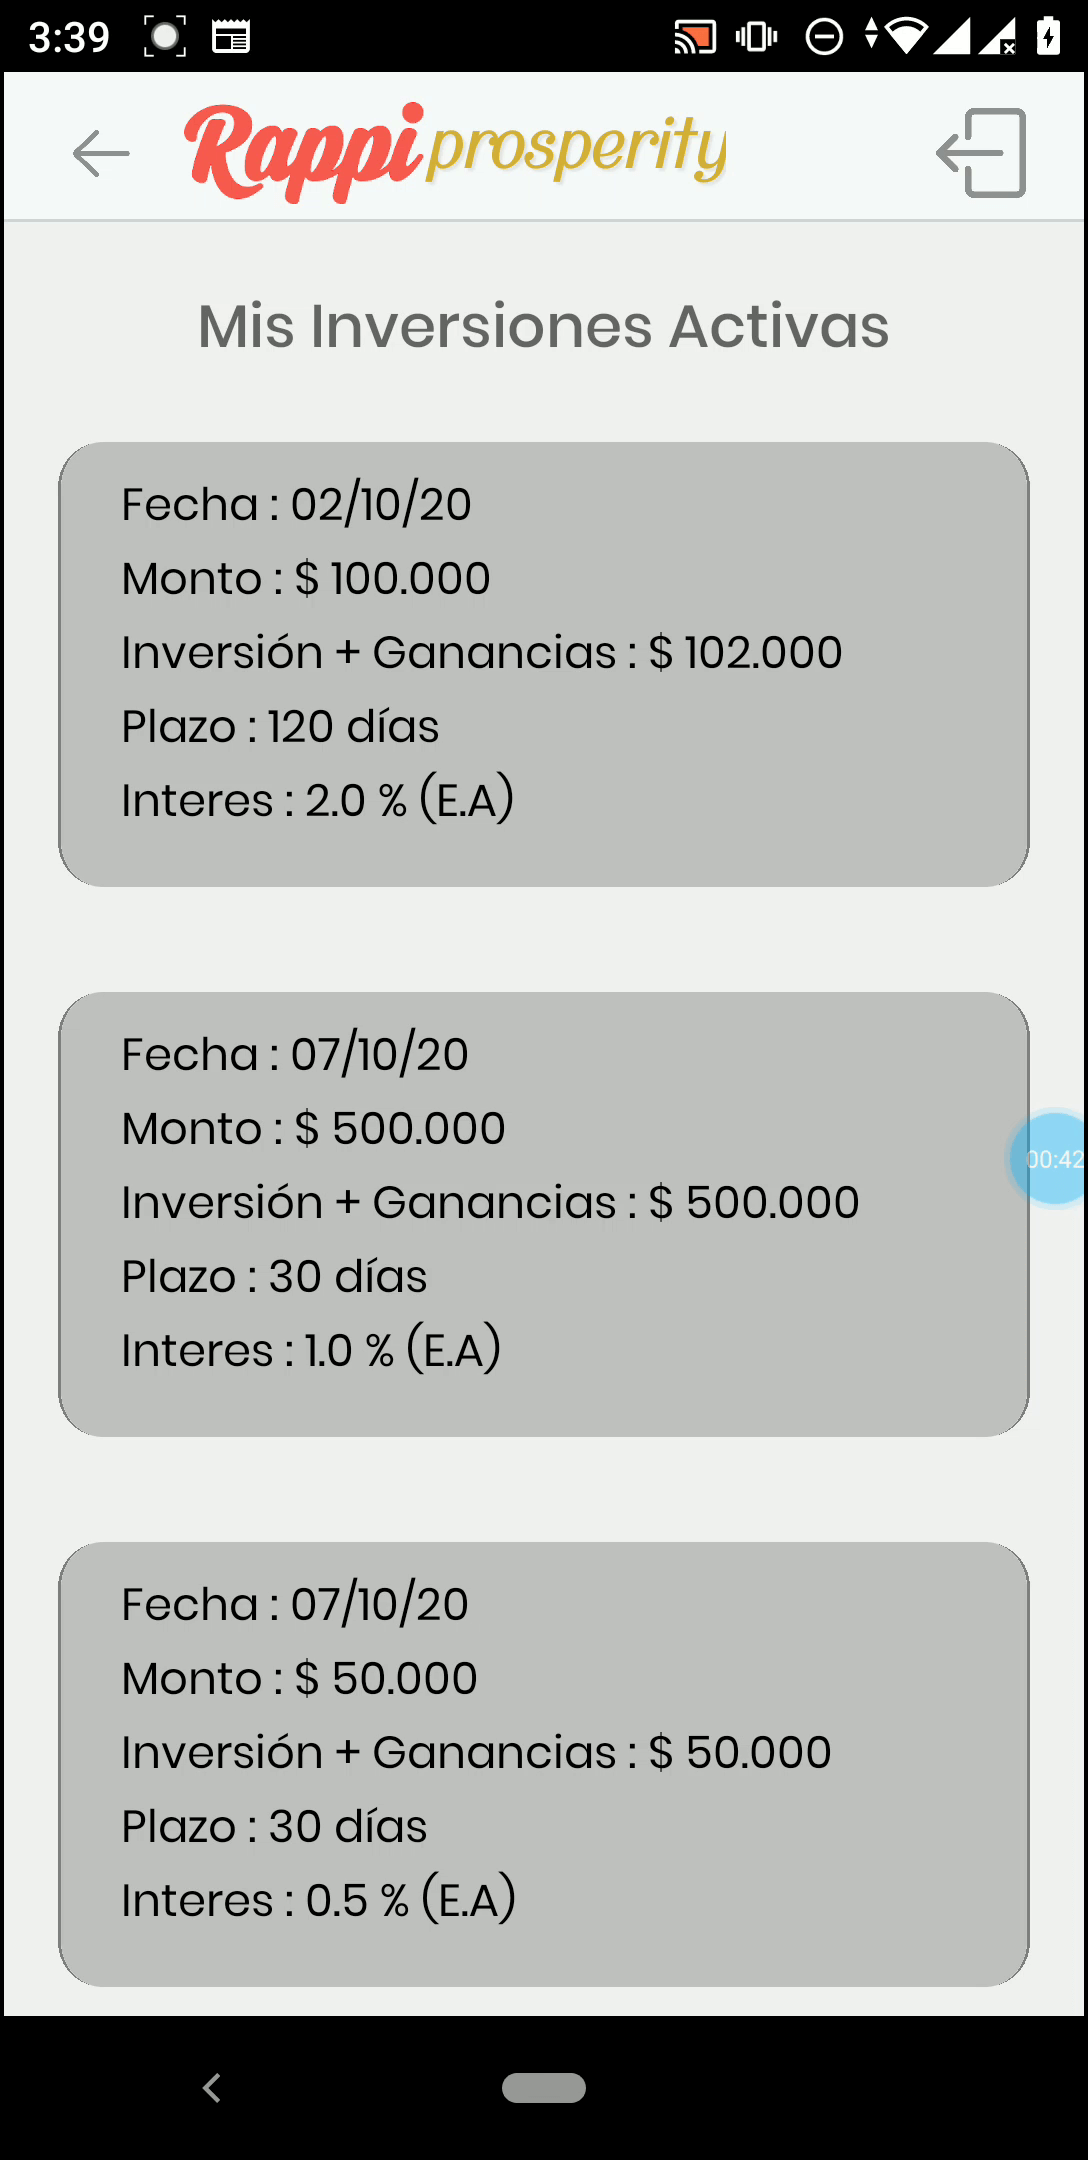 3:39
Rappi prosperity
Mis Inversiones Activas
Fecha : 02/10/20
Monto : $ 100.000
Inversión + Ganancias : $ 102.000
Plazo : 120 días
Interes : 2.0 % (E.A)
Fecha : 07/10/20
Monto : $ 500.000
Inversión + Ganancias : $ 500.000
Plazo : 30 días
Interes : 1.0 % (E.A)
00:42
Fecha : 07/10/20
Monto : $ 50.000
Inversión + Ganancias : $ 50.000
Plazo : 30 días
Interes : 0.5 % (E.A)